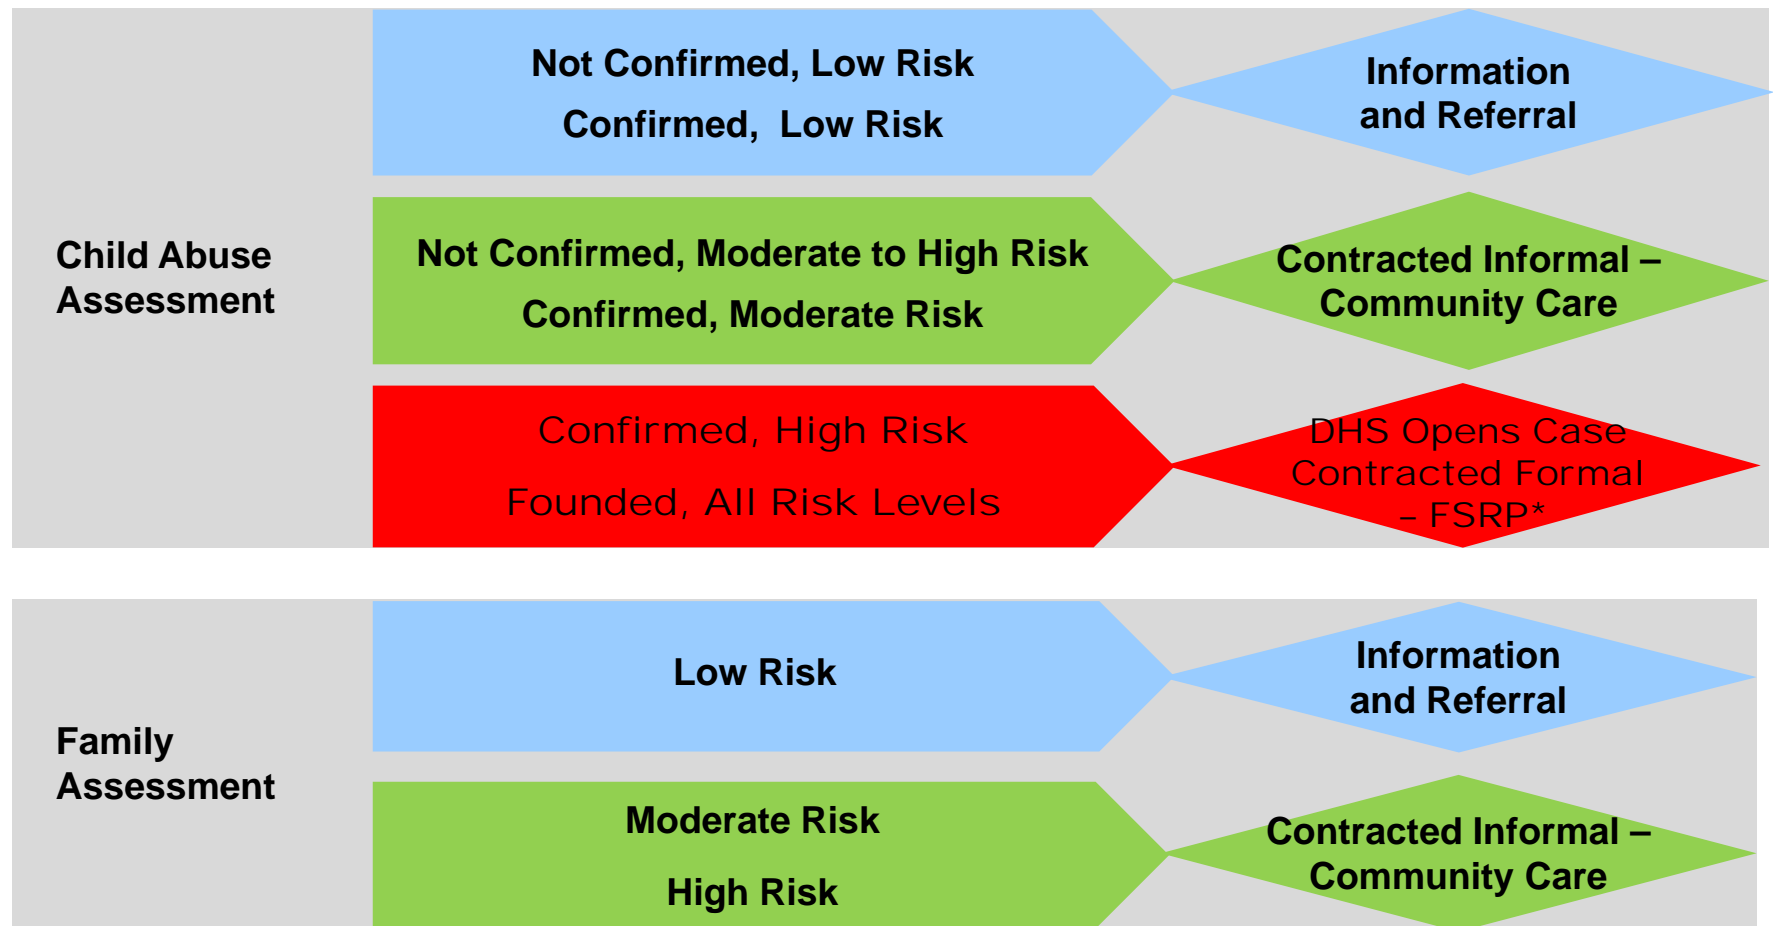 Child Abuse
Assessment
Not Confirmed, Low Risk
Confirmed,  Low Risk
Information
and Referral
Not Confirmed, Moderate to High Risk
Confirmed, Moderate Risk
Contracted Informal –
Community Care
Confirmed, High Risk
Founded, All Risk Levels
DHS Opens Case
Contracted Formal
– FSRP*
Family
Assessment
Low Risk
Information
and Referral
Moderate Risk
High Risk
Contracted Informal –
Community Care